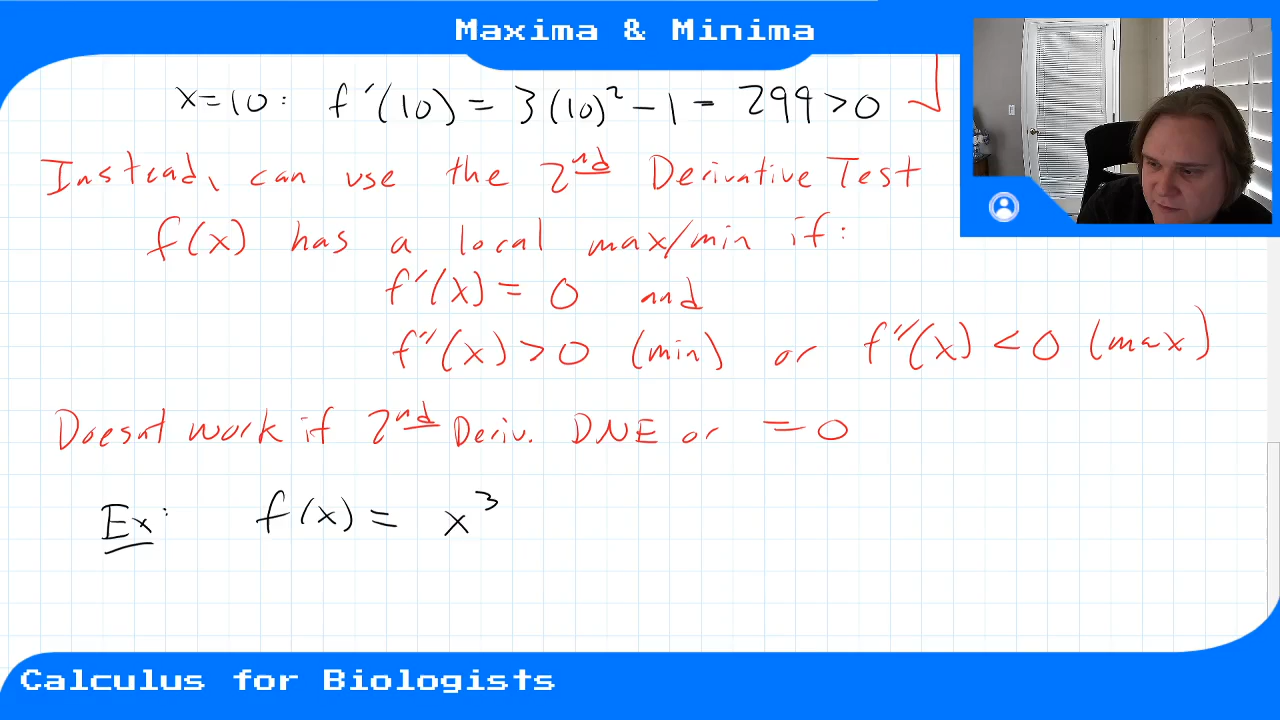 Maxima & Minima
x=10: f'(10) = 3(10)² - 1 = 299 > 0
Instead, can use the 2nd Derivative Test
f(x) has a local max/min if:
f'(x) = 0 and
f''(x) > 0 (min) or f''(x) < 0 (max)
Doesnt work if 2nd Deriv. DNE or = 0
Ex: f(x) = x³
Calculus for Biologists